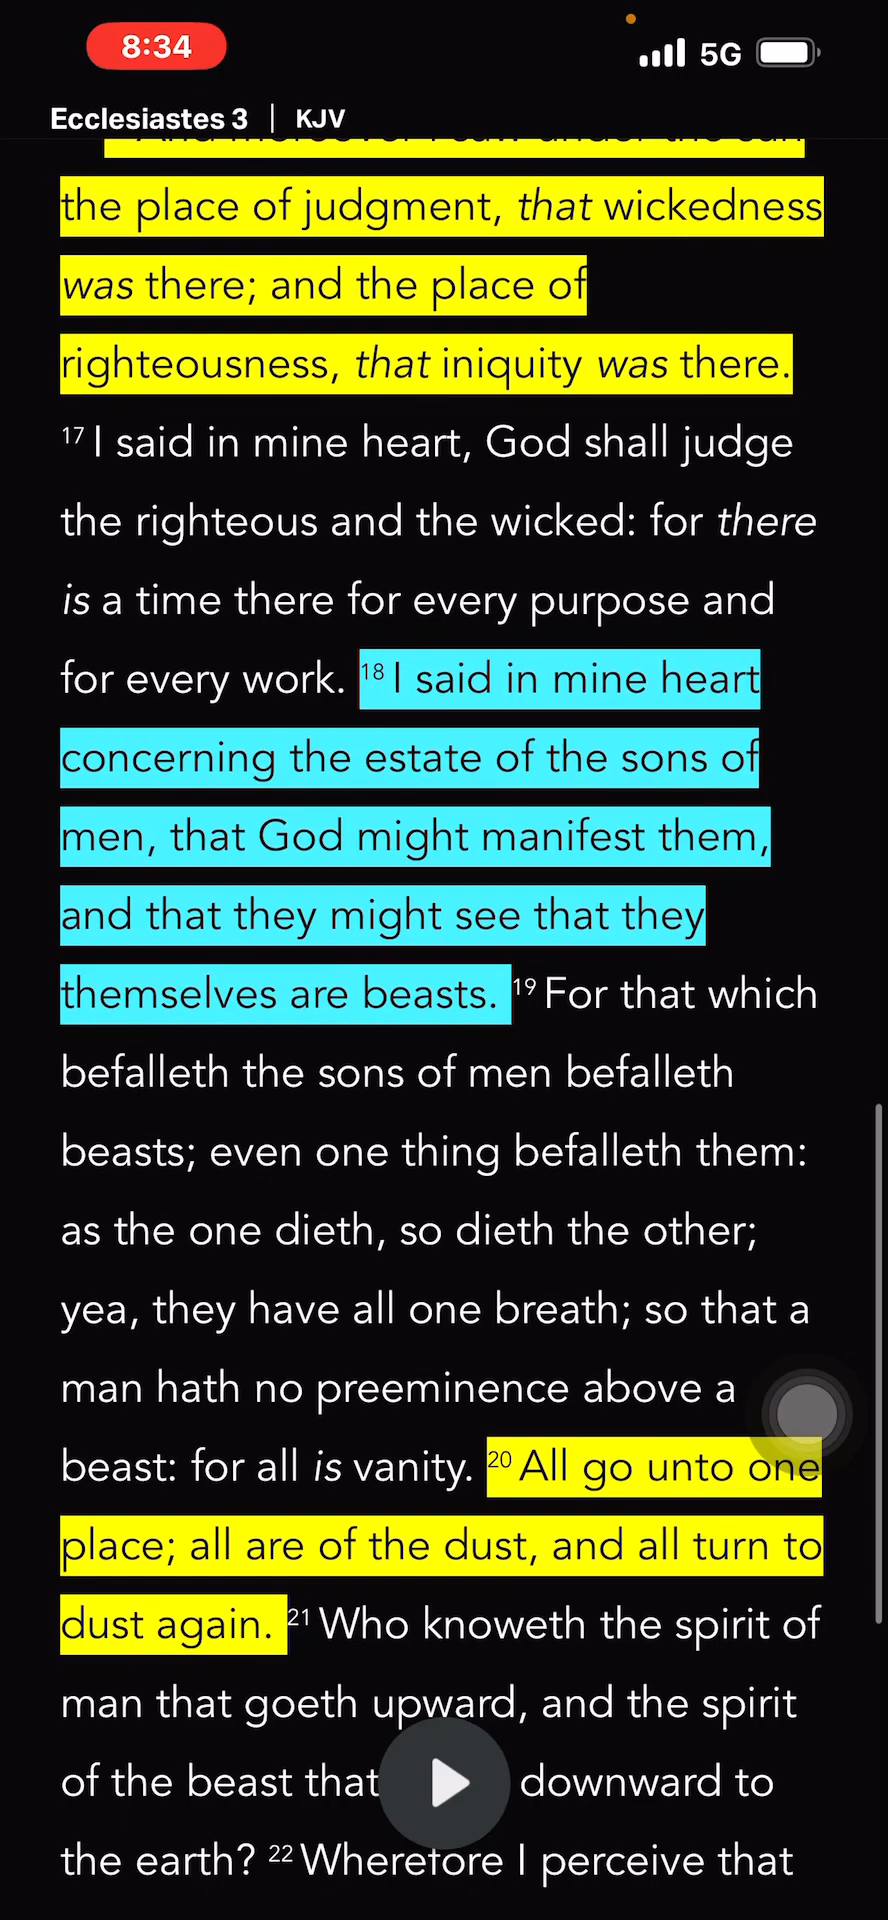 8:34
5G
Ecclesiastes 3 | KJV
the place of judgment, that wickedness
was there; and the place of
righteousness, that iniquity was there.
17 I said in mine heart, God shall judge
the righteous and the wicked: for there
is a time there for every purpose and
for every work. 18 I said in mine heart
concerning the estate of the sons of
men, that God might manifest them,
and that they might see that they
themselves are beasts. 19 For that which
befalleth the sons of men befalleth
beasts; even one thing befalleth them:
as the one dieth, so dieth the other;
yea, they have all one breath; so that a
man hath no preeminence above a
beast: for all is vanity. 20 All go unto one
place; all are of the dust, and all turn to
dust again. 21 Who knoweth the spirit of
man that goeth upward, and the spirit
of the beast that downward to
the earth? 22 Wherefore I perceive that